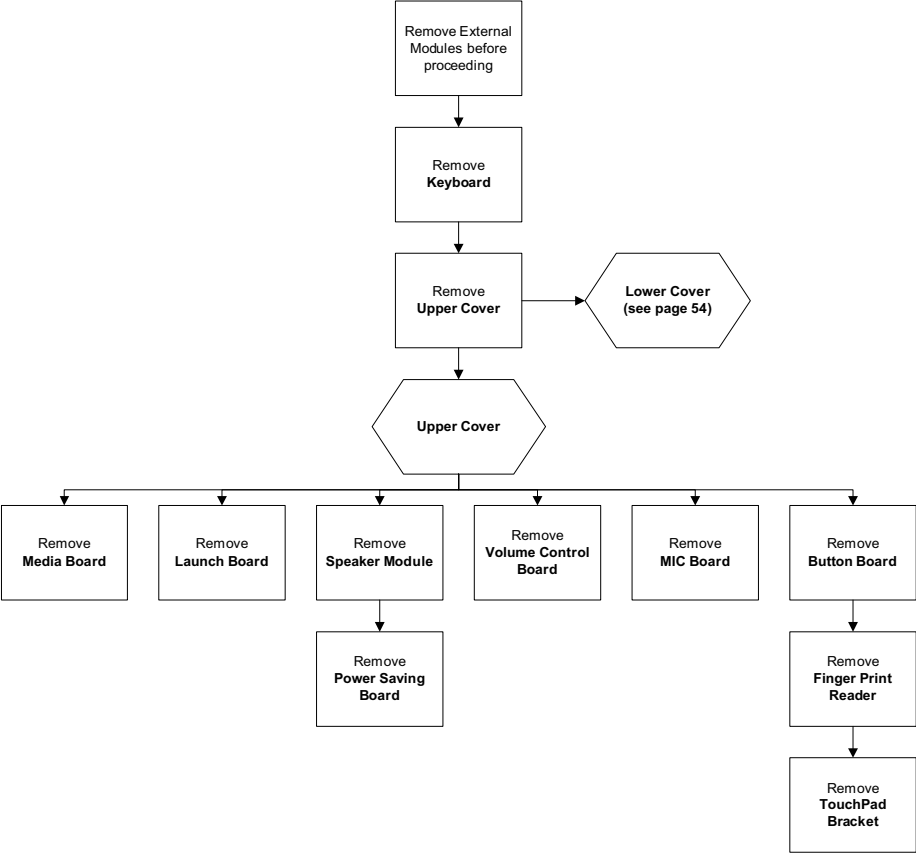 Remove External
Modules before
proceeding
Remove
Keyboard
Remove
Upper Cover
Lower Cover
(see page 54)
Upper Cover
Remove
Media Board
Remove
Launch Board
Remove
Speaker Module
Remove
Volume Control
Board
Remove
MIC Board
Remove
Button Board
Remove
Power Saving
Board
Remove
Finger Print
Reader
Remove
TouchPad
Bracket